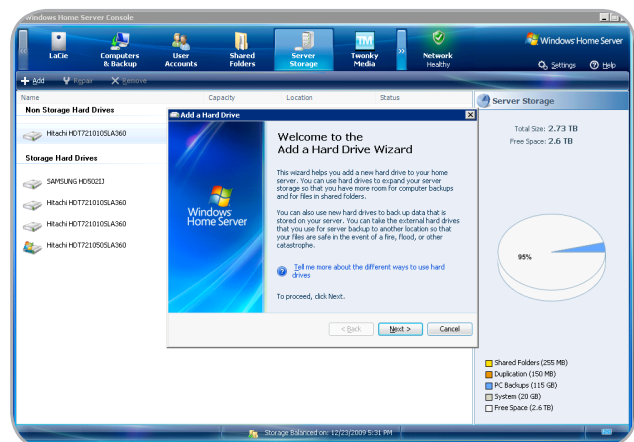 Windows Home Server Console
LaCie
Computers
& Backup
User
Accounts
Shared
Folders
Server
Storage
TM
Twonky
Media
»
Network
Healthy
Windows Home Server
Settings
Help
Add
Repair
Remove
Name
Capacity
Location
Status
Server Storage
Non Storage Hard Drives
Hitachi HDT721010SLA360
Storage Hard Drives
SAMSUNG HD502IJ
Hitachi HDT721010SLA360
Hitachi HDT721010SLA360
Hitachi HDT721050SLA360
Add a Hard Drive
Windows
Home Server
Welcome to the
Add a Hard Drive Wizard
This wizard helps you add a new hard drive to your home
server. You can use hard drives to expand your server
storage so that you have more room for computer backups
and for files in shared folders.
You can also use new hard drives to back up data that is
stored on your server. You can take the external hard drives
that you use for server backup to another location so that
your files are safe in the event of a fire, flood, or other
catastrophe.
Tell me more about the different ways to use hard
drives
To proceed, click Next.
< Back
Next >
Cancel
Total Size: 2.73 TB
Free Space: 2.6 TB
95%
Shared Folders (255 MB)
Duplication (150 MB)
PC Backups (115 GB)
System (20 GB)
Free Space (2.6 TB)
Storage Balanced on: 12/23/2009 5:31 PM